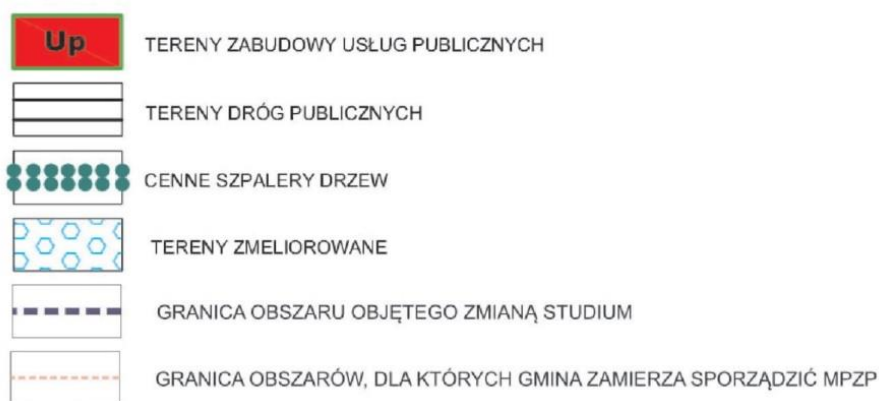 Up
TERENY ZABUDOWY USŁUG PUBLICZNYCH
TERENY DRÓG PUBLICZNYCH
CENNE SZPALERY DRZEW
TERENY ZMELIOROWANE
GRANICA OBSZARU OBJĘTEGO ZMIANĄ STUDIUM
GRANICA OBSZARÓW, DLA KTÓRYCH GMINA ZAMIERZA SPORZĄDZIĆ MPZP